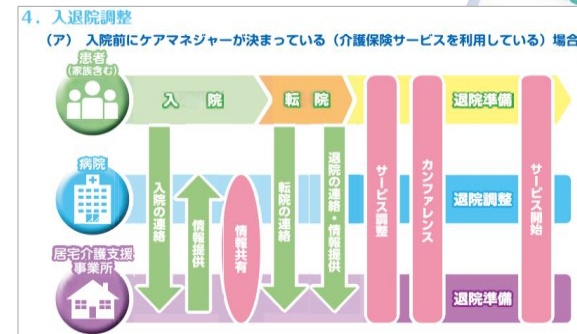 4．入退院調整
（ア） 入院前にケアマネジャーが決まっている（介護保険サービスを利用している）場合
患者
（家族含む）
入 院
転 院
退院準備
病院
退院調整
居宅介護支援
事業所
退院準備
入院の連絡
情報提供
情報共有
転院の連絡
退院の連絡・情報提供
サービス調整
カンファレンス
サービス開始